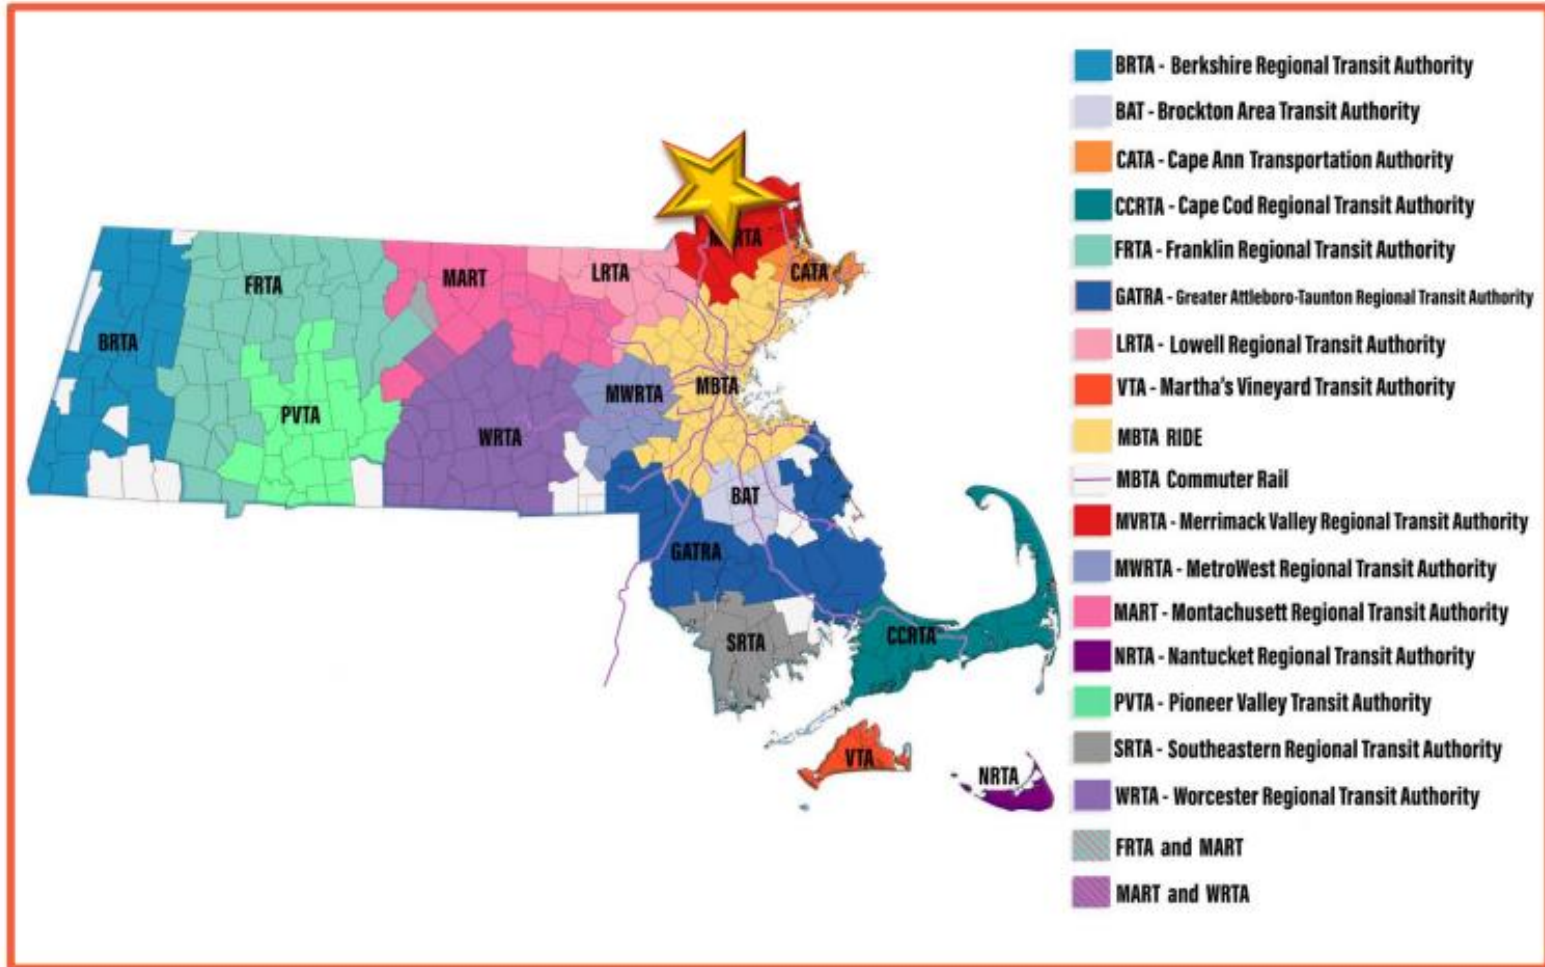 BRTA - Berkshire Regional Transit Authority
BAT - Brockton Area Transit Authority
CATA - Cape Ann Transportation Authority
CCRTA - Cape Cod Regional Transit Authority
FRTA - Franklin Regional Transit Authority
GATRA - Greater Attleboro-Taunton Regional Transit Authority
LRTA - Lowell Regional Transit Authority
VTA - Martha's Vineyard Transit Authority
MBTA RIDE
MBTA Commuter Rail
MVRTA - Merrimack Valley Regional Transit Authority
MWRTA - MetroWest Regional Transit Authority
MART - Montachusett Regional Transit Authority
NRTA - Nantucket Regional Transit Authority
PVTA - Pioneer Valley Transit Authority
SRTA - Southeastern Regional Transit Authority
WRTA - Worcester Regional Transit Authority
FRTA and MART
MART and WRTA
CATA
LRTA
MART
FRTA
BRTA
MBTA
MWRTA
PVTA
WRTA
BAT
GATRA
CCRTA
SRTA
VTA
NRTA